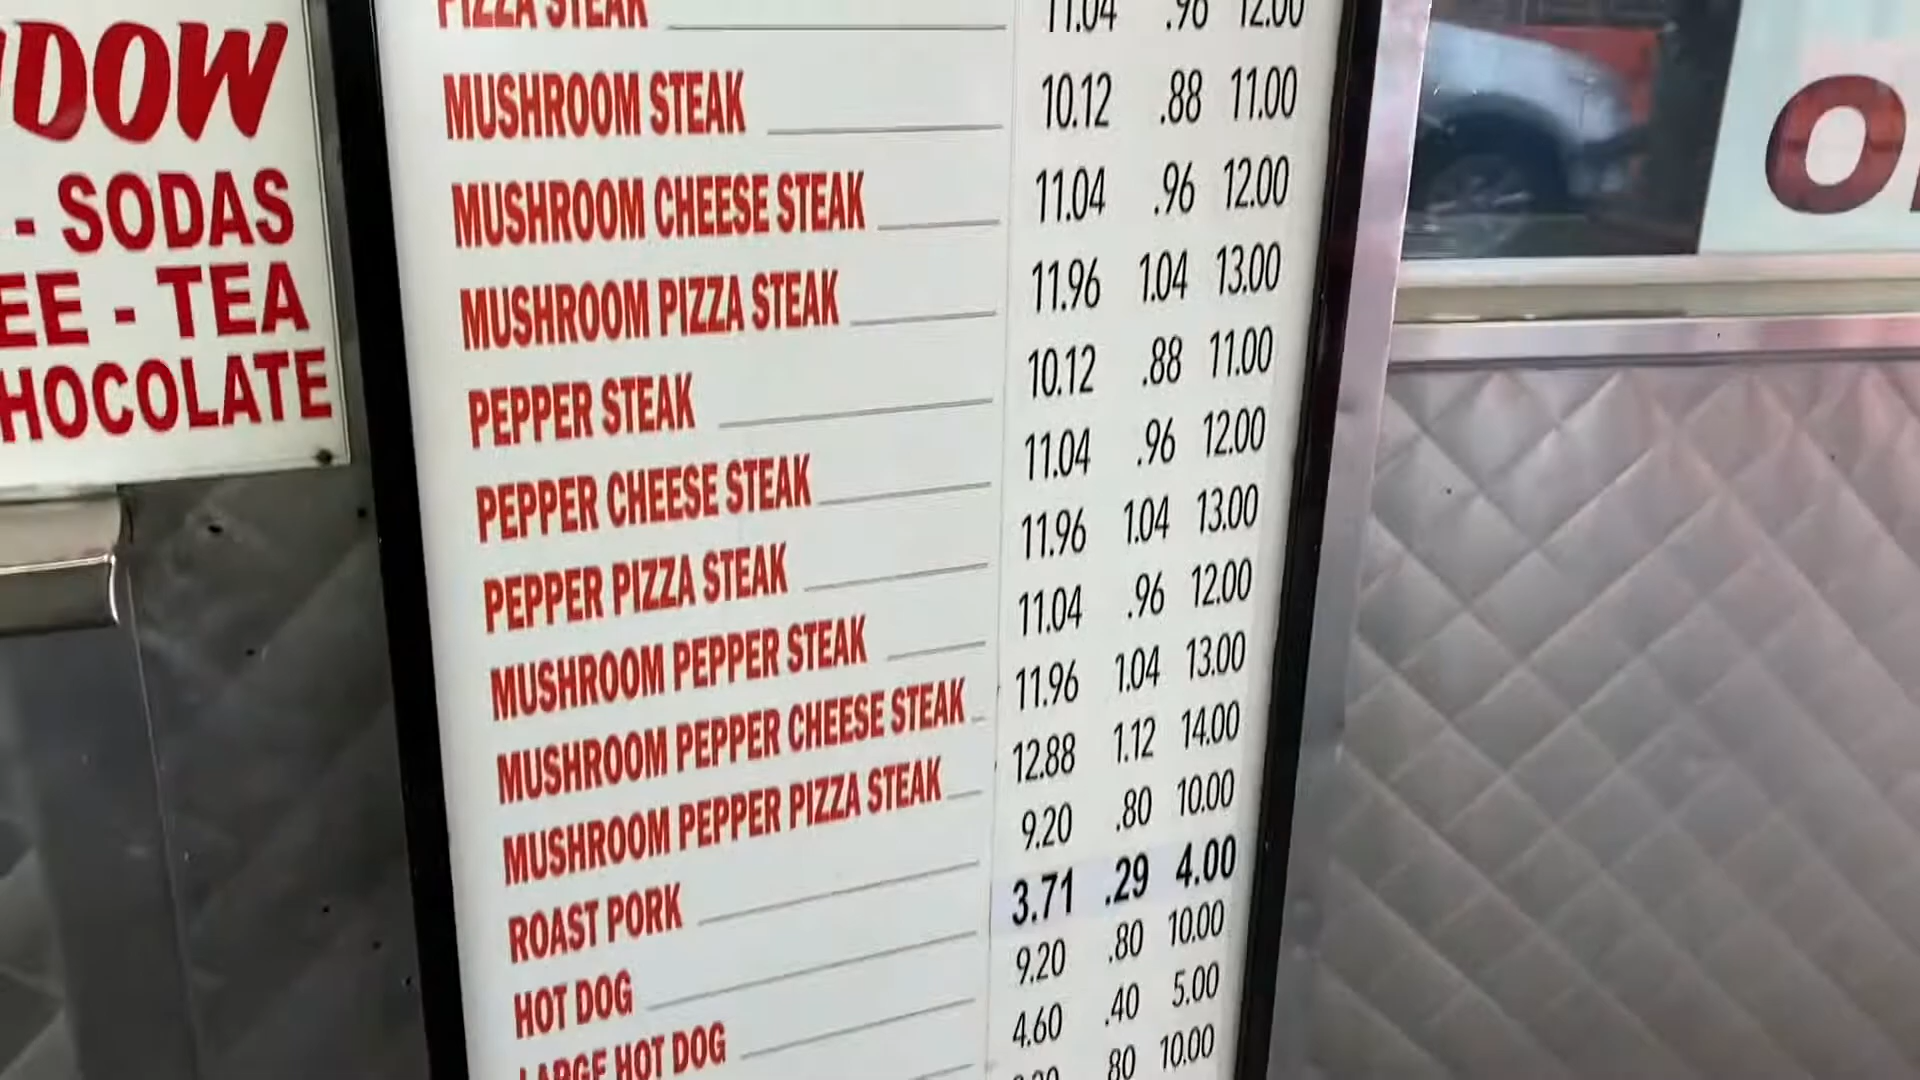 DOW
- SODAS
EE - TEA
HOCOLATE
PIZZA STEAK 11.04 .96 12.00
MUSHROOM STEAK 10.12 .88 11.00
MUSHROOM CHEESE STEAK 11.04 .96 12.00
MUSHROOM PIZZA STEAK 11.96 1.04 13.00
PEPPER STEAK 10.12 .88 11.00
PEPPER CHEESE STEAK 11.04 .96 12.00
PEPPER PIZZA STEAK 11.96 1.04 13.00
MUSHROOM PEPPER STEAK 11.04 .96 12.00
MUSHROOM PEPPER CHEESE STEAK 11.96 1.04 13.00
MUSHROOM PEPPER PIZZA STEAK 12.88 1.12 14.00
ROAST PORK 9.20 .80 10.00
HOT DOG 3.71 .29 4.00
LARGE HOT DOG 9.20 .80 10.00
4.60 .40 5.00
.80 10.00
O